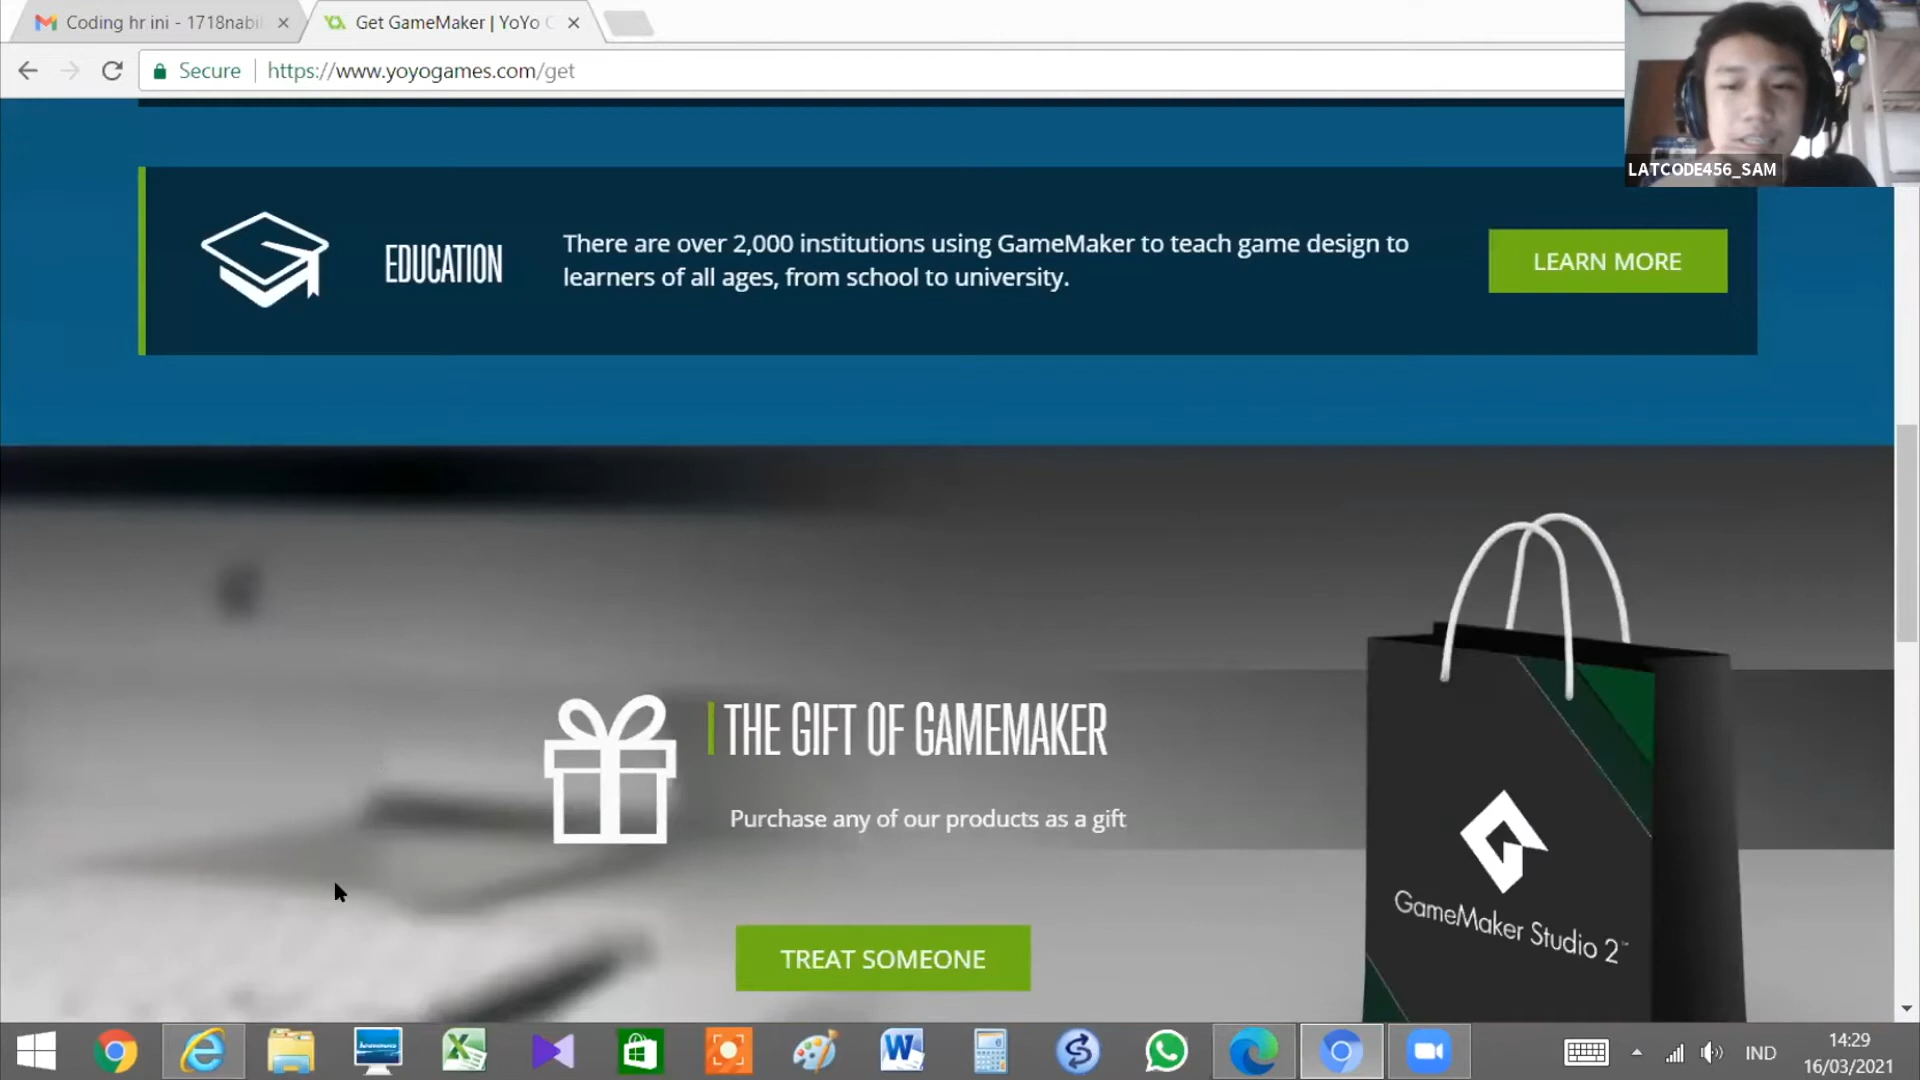 Coding hr ini - 1718nabil
Get GameMaker | YoYo G
Secure
https://www.yoyogames.com/get
LATCODE456_SAM
EDUCATION
There are over 2,000 institutions using GameMaker to teach game design to
learners of all ages, from school to university.
LEARN MORE
THE GIFT OF GAMEMAKER
Purchase any of our products as a gift
TREAT SOMEONE
GameMaker Studio 2
IND
14:29
16/03/2021